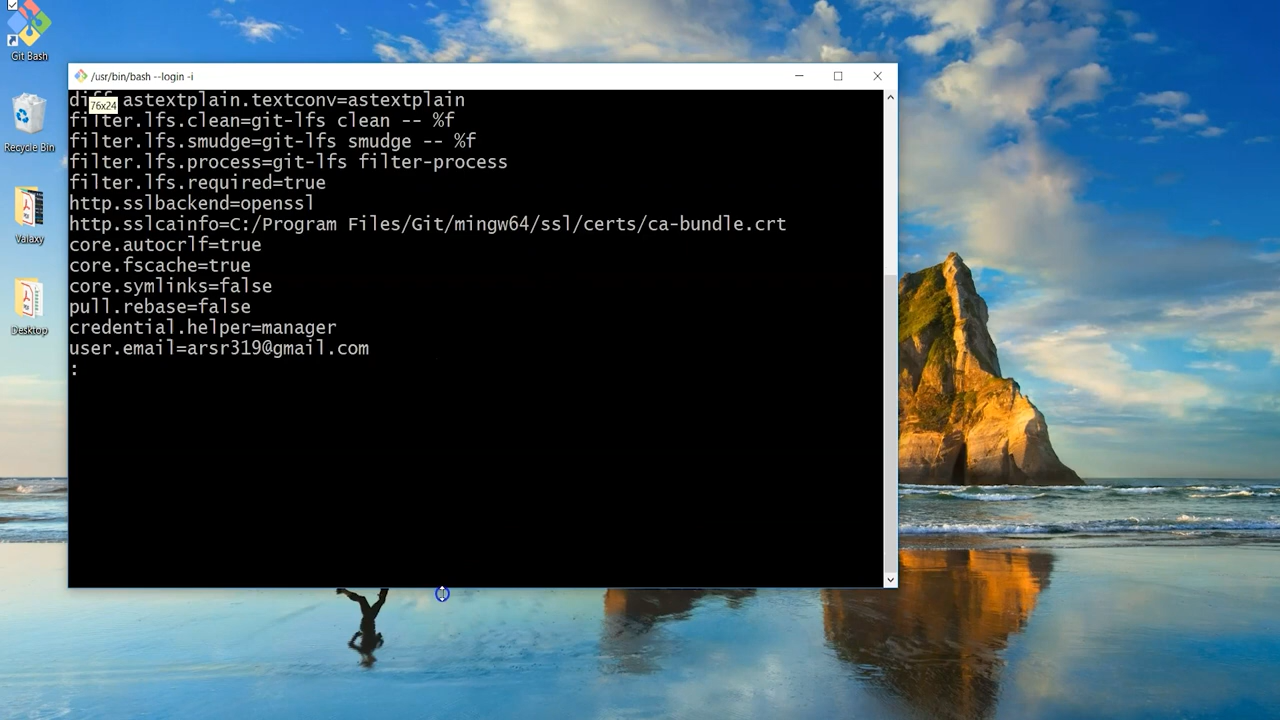 Git Bash
Recycle Bin
Valaxy
Desktop
/usr/bin/bash --login -i
76x24
diff.astextplain.textconv=astextplain
filter.lfs.clean=git-lfs clean -- %f
filter.lfs.smudge=git-lfs smudge -- %f
filter.lfs.process=git-lfs filter-process
filter.lfs.required=true
http.sslbackend=openssl
http.sslcainfo=C:/Program Files/Git/mingw64/ssl/certs/ca-bundle.crt
core.autocrlf=true
core.fscache=true
core.symlinks=false
pull.rebase=false
credential.helper=manager
user.email=arsr319@gmail.com
: